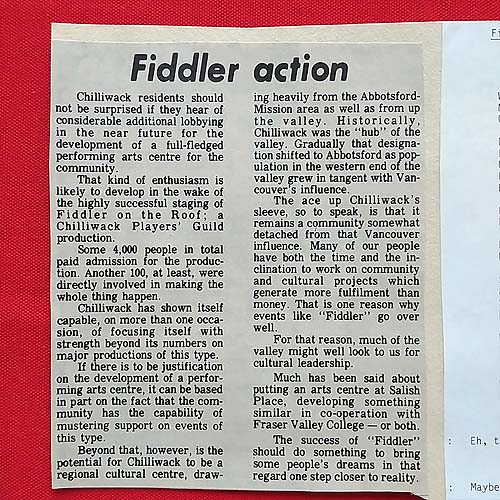 Fiddler action
Chilliwack residents should
not be surprised if they hear of
considerable additional lobbying
in the near future for the
development of a full-fledged
performing arts centre for the
community.
That kind of enthusiasm is
likely to develop in the wake of
the highly successful staging of
Fiddler on the Roof; a
Chilliwack Players' Guild
production.
Some 4,000 people in total
paid admission for the produc-
tion. Another 100, at least, were
directly involved in making the
whole thing happen.
Chilliwack has shown itself
capable, on more than one occa-
sion, of focusing itself with
strength beyond its numbers on
major productions of this type.
If there is to be justification
on the development of a perfor-
ming arts centre, it can be based
in part on the fact that the com-
munity has the capability of
mustering support on events of
this type.
Beyond that, however, is the
potential for Chilliwack to be a
regional cultural centre, draw-
ing heavily from the Abbotsford-
Mission area as well as from up
the valley. Historically,
Chilliwack was the "hub" of the
valley. Gradually that designa-
tion shifted to Abbotsford as pop-
ulation in the western end of the
valley grew in tangent with Van-
couver's influence.
The ace up Chilliwack's
sleeve, so to speak, is that it
remains a community somewhat
detached from that Vancouver
influence. Many of our people
have both the time and the in-
clination to work on community
and cultural projects which
generate more fulfilment than
money. That is one reason why
events like "Fiddler" go over
well.
For that reason, much of the
valley might well look to us for
cultural leadership.
Much has been said about
putting an arts centre at Salish
Place, developing something
similar in co-operation with
Fraser Valley College — or both.
The success of "Fiddler"
should do something to bring
some people's dreams in that
regard one step closer to reality.
: Eh, t
: Maybe